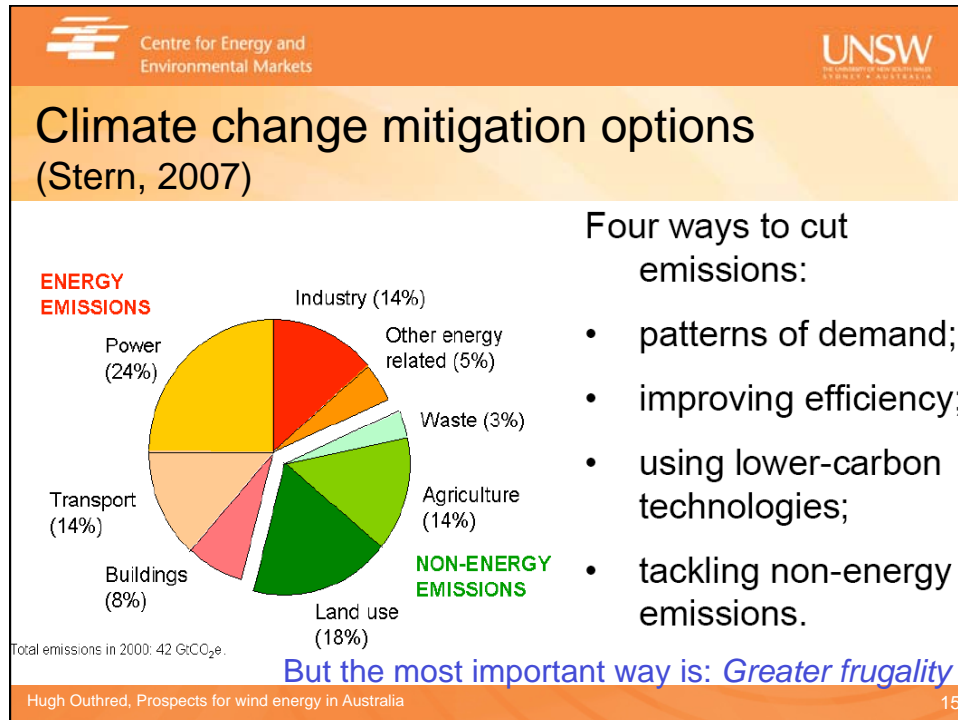 Centre for Energy and
Environmental Markets
UNSW
THE UNIVERSITY OF NEW SOUTH WALES
SYDNEY • AUSTRALIA
Climate change mitigation options
(Stern, 2007)
ENERGY
EMISSIONS
Industry (14%)
Power
(24%)
Other energy
related (5%)
Waste (3%)
Transport
(14%)
Agriculture
(14%)
Buildings
(8%)
NON-ENERGY
EMISSIONS
Land use
(18%)
Total emissions in 2000: 42 GtCO₂e.
Four ways to cut
emissions:
• patterns of demand;
• improving efficiency;
• using lower-carbon
technologies;
• tackling non-energy
emissions.
But the most important way is: Greater frugality
Hugh Outhred, Prospects for wind energy in Australia
15